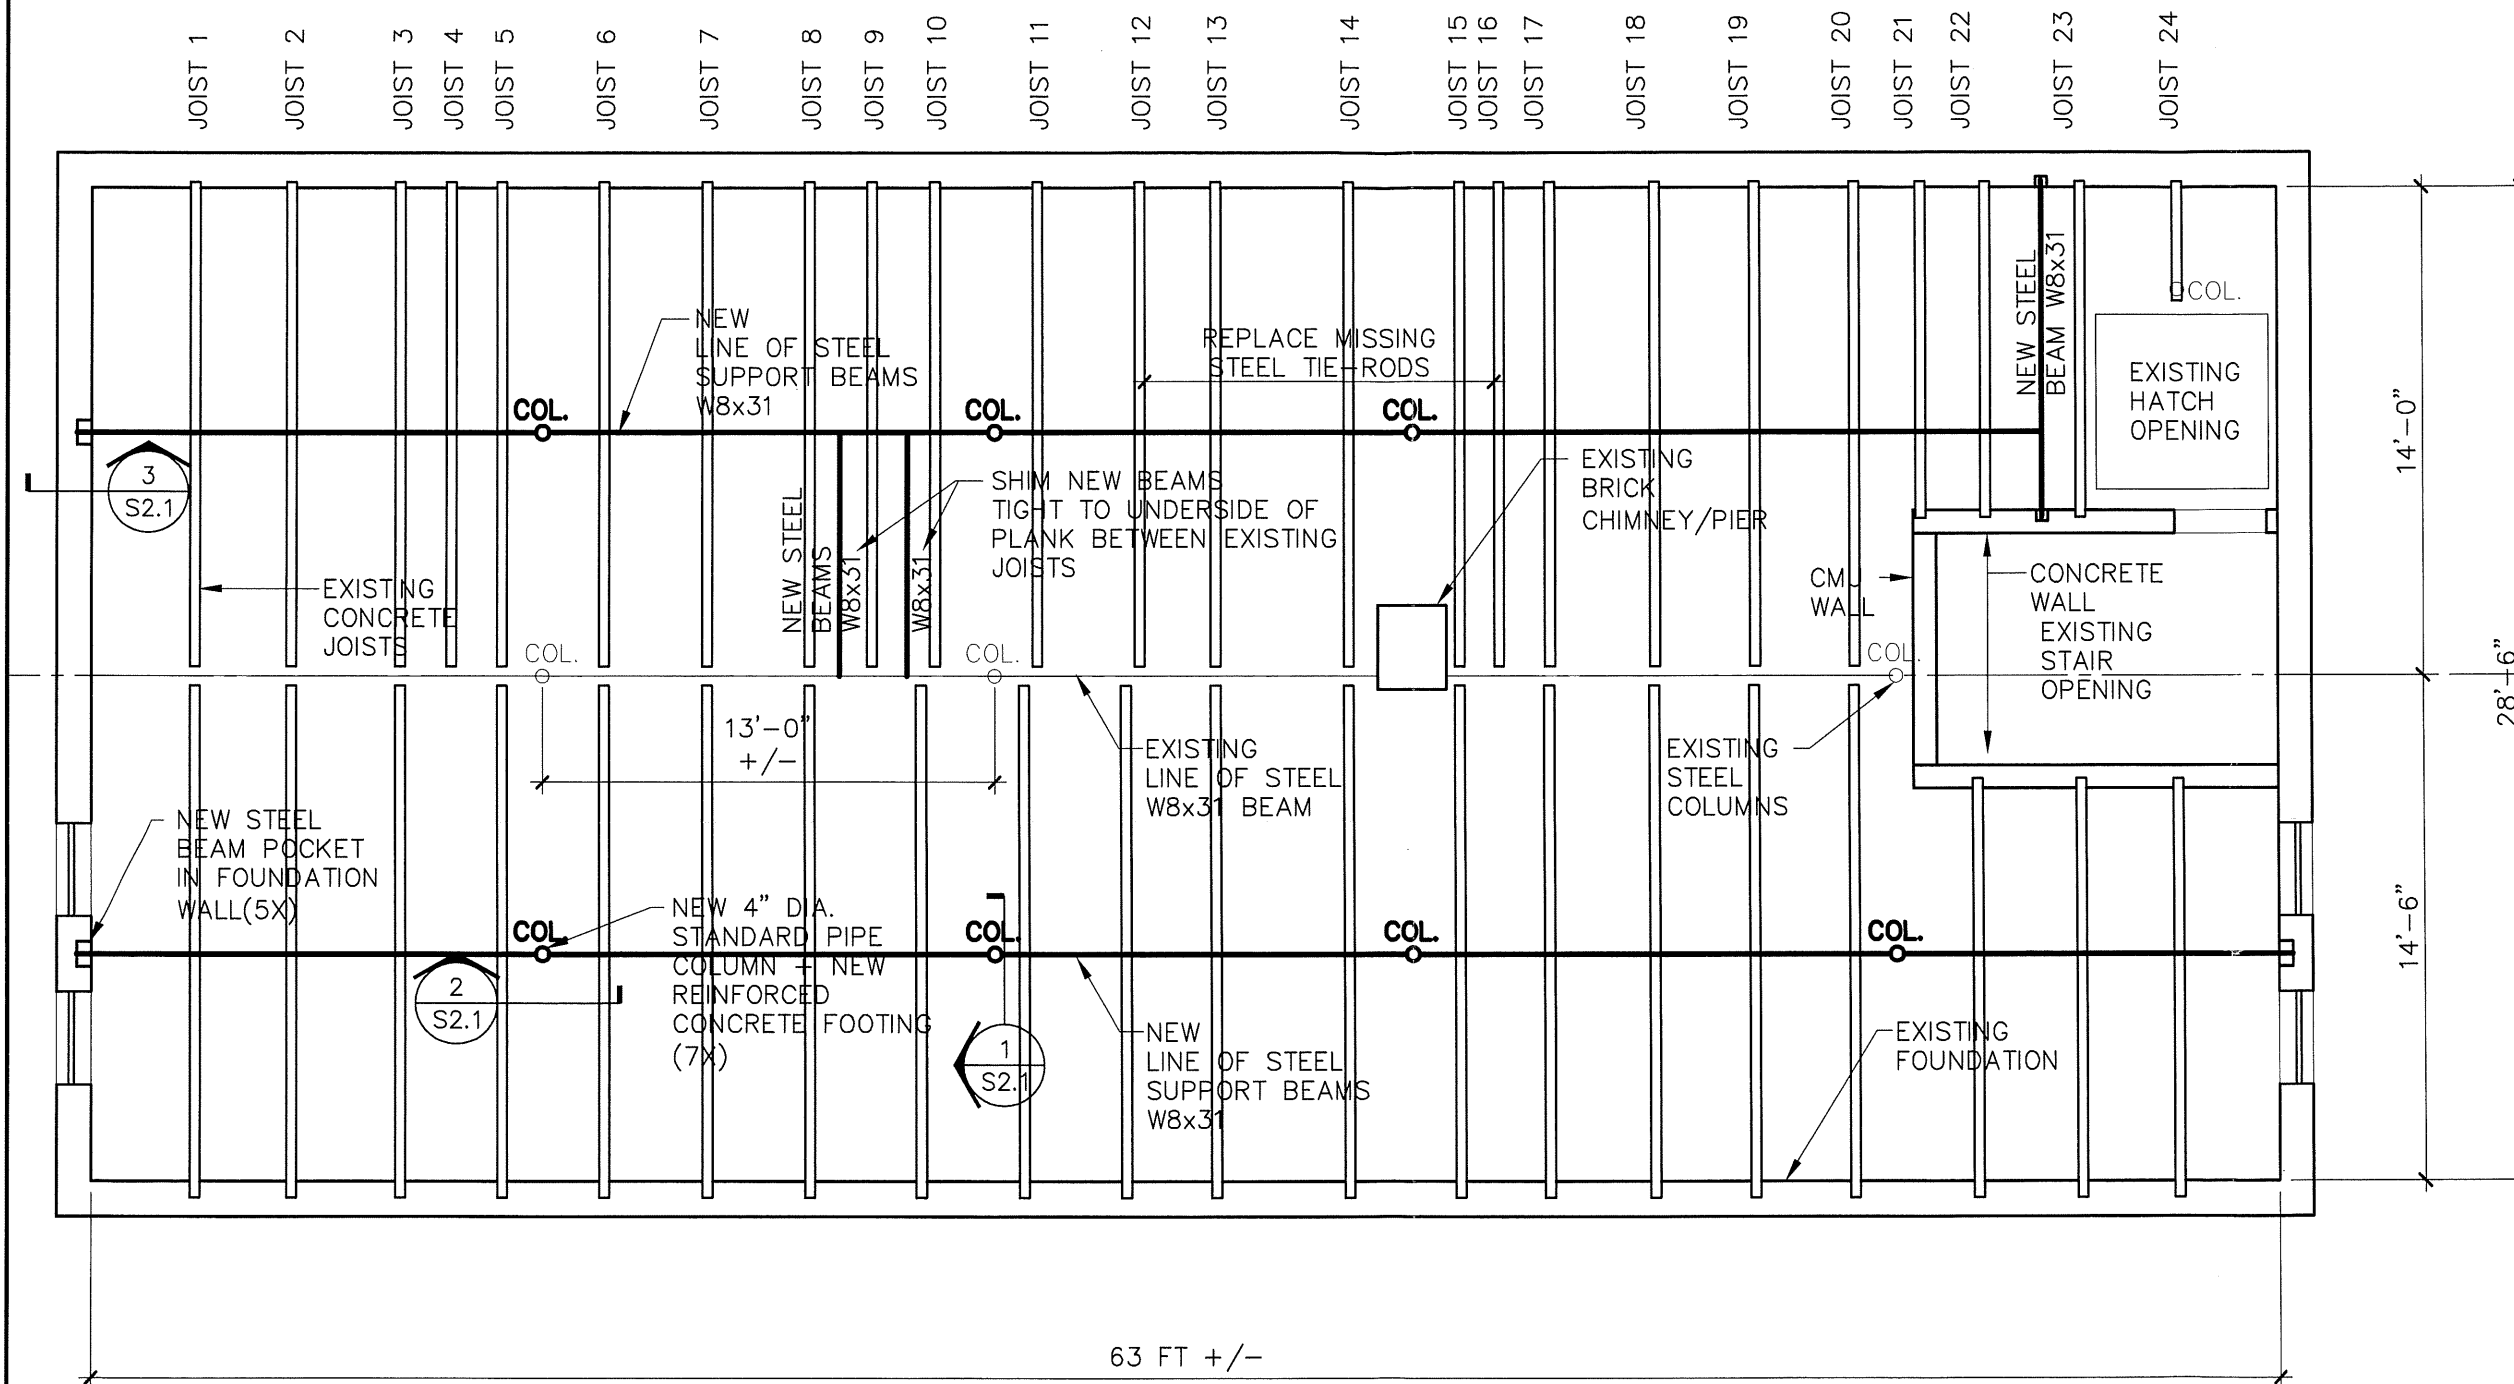 JOIST 1
JOIST 2
JOIST 3
JOIST 4
JOIST 5
JOIST 6
JOIST 7
JOIST 8
JOIST 9
JOIST 10
JOIST 11
JOIST 12
JOIST 13
JOIST 14
JOIST 15
JOIST 16
JOIST 17
JOIST 18
JOIST 19
JOIST 20
JOIST 21
JOIST 22
JOIST 23
JOIST 24
NEW
LINE OF STEEL
SUPPORT BEAMS
W8x31
REPLACE MISSING
STEEL TIE-RODS
NEW STEEL
BEAM W8x31
COL.
EXISTING
HATCH
OPENING
14'-0"
COL.
COL.
COL.
3
S2.1
NEW STEEL
BEAMS
W8x31
W8x31
SHIM NEW BEAMS
TIGHT TO UNDERSIDE OF
PLANK BETWEEN EXISTING
JOISTS
EXISTING
BRICK
CHIMNEY/PIER
EXISTING
CONCRETE
JOISTS
CMU
WALL
CONCRETE
WALL
EXISTING
STAIR
OPENING
COL.
COL.
COL.
28'-6"
13'-0"
+/-
EXISTING
LINE OF STEEL
W8x31 BEAM
EXISTING
STEEL
COLUMNS
NEW STEEL
BEAM POCKET
IN FOUNDATION
WALL(5X)
NEW 4" DIA.
STANDARD PIPE
COLUMN + NEW
REINFORCED
CONCRETE FOOTING
(7X)
COL.
COL.
COL.
COL.
14'-6"
2
S2.1
1
S2.1
NEW
LINE OF STEEL
SUPPORT BEAMS
W8x31
EXISTING
FOUNDATION
63 FT +/-